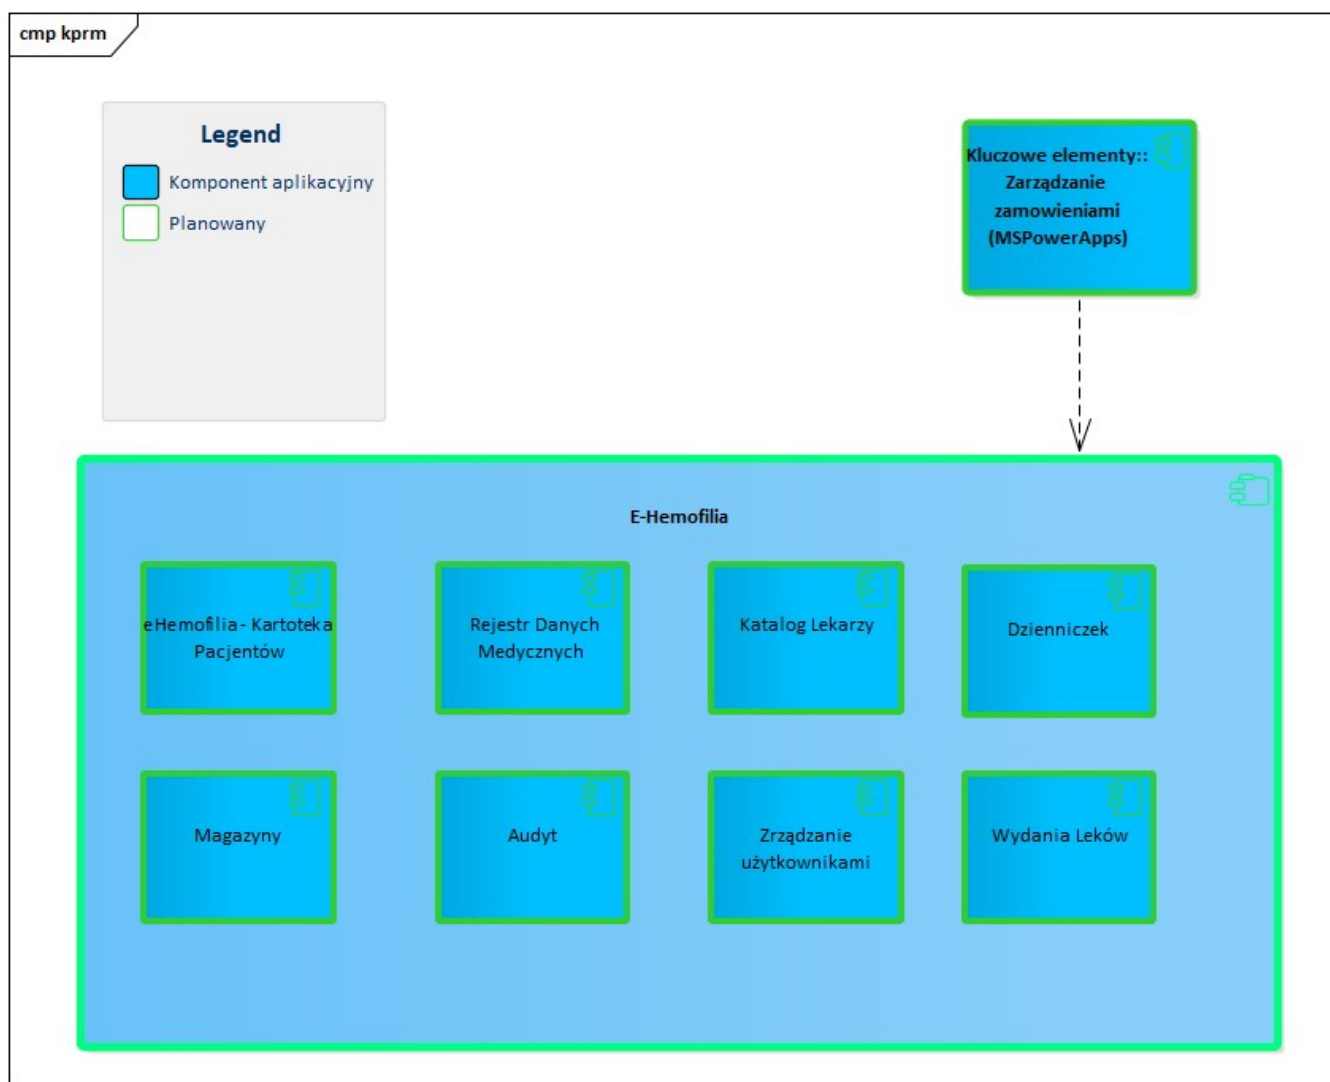 cmp kprm
Legend
Komponent aplikacyjny
Planowany
Kluczowe elementy::
Zarządzanie
zamowieniami
(MSPowerApps)
E-Hemofilia
eHemofilia- Kartoteka
Pacjentów
Rejestr Danych
Medycznych
Katalog Lekarzy
Dzienniczek
Magazyny
Audyt
Zrządzanie
użytkownikami
Wydania Leków